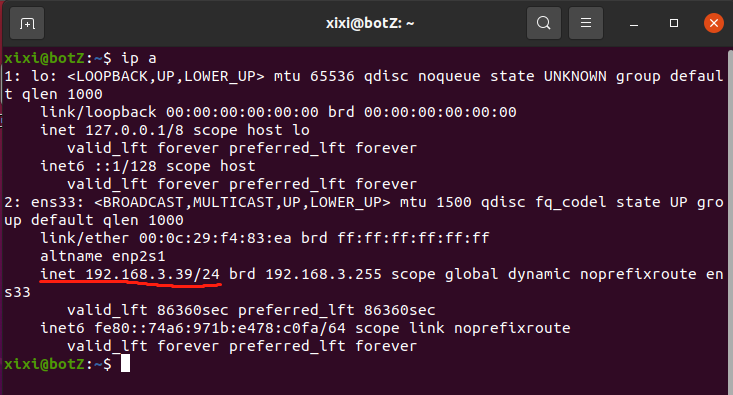 xixi@botZ: ~
xixi@botZ:~$ ip a
1: lo: <LOOPBACK,UP,LOWER_UP> mtu 65536 qdisc noqueue state UNKNOWN group defaul
t qlen 1000
    link/loopback 00:00:00:00:00:00 brd 00:00:00:00:00:00
    inet 127.0.0.1/8 scope host lo
       valid_lft forever preferred_lft forever
    inet6 ::1/128 scope host
       valid_lft forever preferred_lft forever
2: ens33: <BROADCAST,MULTICAST,UP,LOWER_UP> mtu 1500 qdisc fq_codel state UP gro
up default qlen 1000
    link/ether 00:0c:29:f4:83:ea brd ff:ff:ff:ff:ff:ff
    altname enp2s1
    inet 192.168.3.39/24 brd 192.168.3.255 scope global dynamic noprefixroute en
s33
       valid_lft 86360sec preferred_lft 86360sec
    inet6 fe80::74a6:971b:e478:c0fa/64 scope link noprefixroute
       valid_lft forever preferred_lft forever
xixi@botZ:~$